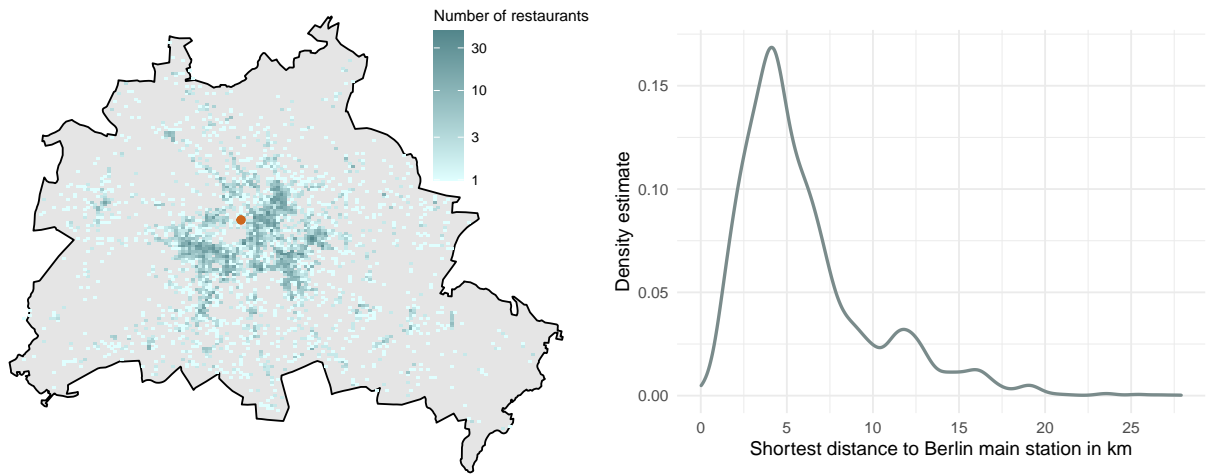 Number of restaurants
30
10
3
1
Density estimate
0.15
0.10
0.05
0.00
0 5 10 15 20 25
Shortest distance to Berlin main station in km